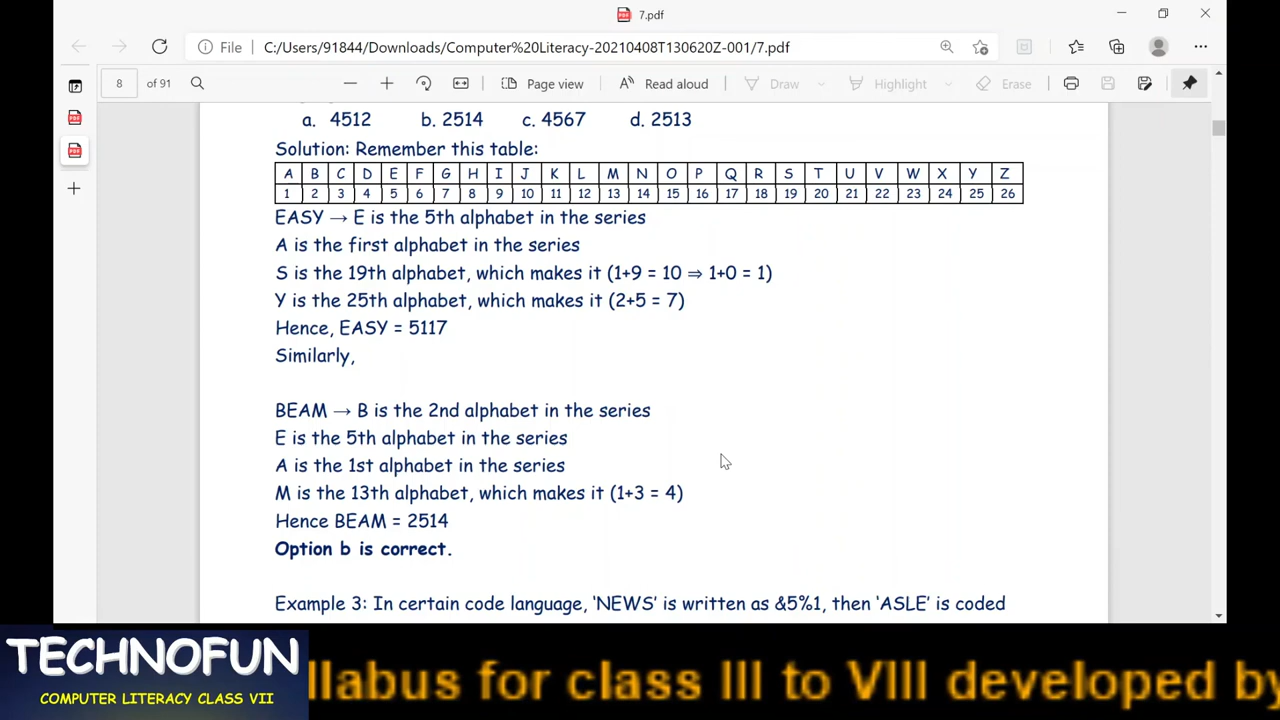 7.pdf
File C:/Users/91844/Downloads/Computer%20Literacy-20210408T130620Z-001/7.pdf
8 of 91 Page view Read aloud Draw Highlight Erase
a. 4512 b. 2514 c. 4567 d. 2513
Solution: Remember this table:
A B C D E F G H I J K L M N O P Q R S T U V W X Y Z
1 2 3 4 5 6 7 8 9 10 11 12 13 14 15 16 17 18 19 20 21 22 23 24 25 26
EASY → E is the 5th alphabet in the series
A is the first alphabet in the series
S is the 19th alphabet, which makes it (1+9 = 10 ⇒ 1+0 = 1)
Y is the 25th alphabet, which makes it (2+5 = 7)
Hence, EASY = 5117
Similarly,
BEAM → B is the 2nd alphabet in the series
E is the 5th alphabet in the series
A is the 1st alphabet in the series
M is the 13th alphabet, which makes it (1+3 = 4)
Hence BEAM = 2514
Option b is correct.
Example 3: In certain code language, ‘NEWS’ is written as &5%1, then ‘ASLE’ is coded
TECHNOFUN
COMPUTER LITERACY CLASS VII
llabus for class III to VIII developed by